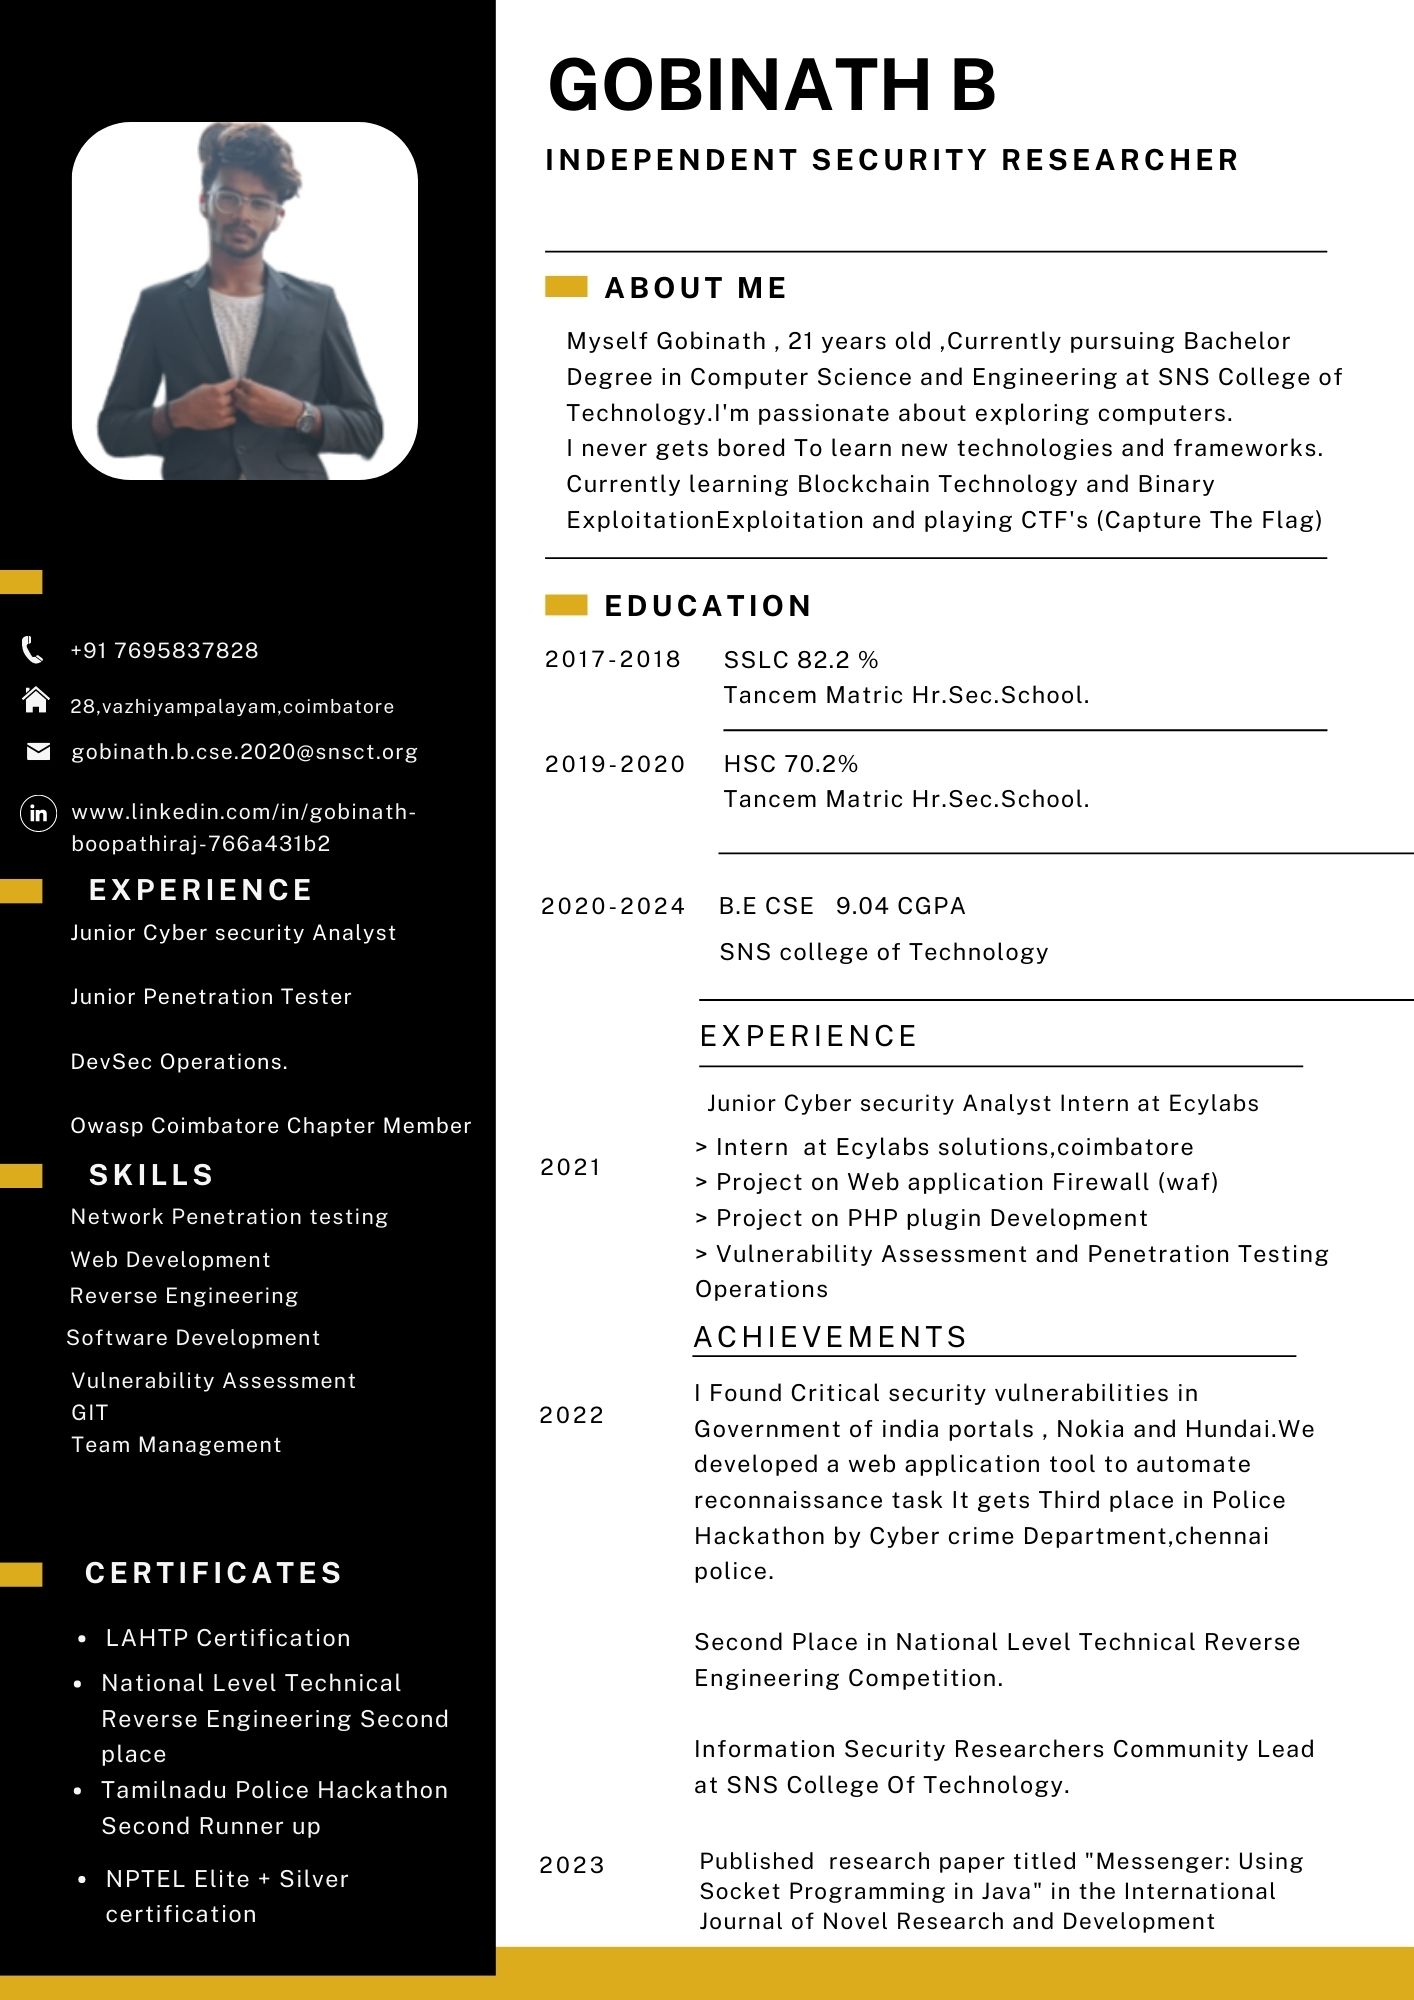 GOBINATH B
INDEPENDENT SECURITY RESEARCHER
ABOUT ME
Myself Gobinath , 21 years old ,Currently pursuing Bachelor
Degree in Computer Science and Engineering at SNS College of
Technology.I'm passionate about exploring computers.
I never gets bored To learn new technologies and frameworks.
Currently learning Blockchain Technology and Binary
ExploitationExploitation and playing CTF's (Capture The Flag)
EDUCATION
2017-2018 SSLC 82.2 %
Tancem Matric Hr.Sec.School.
2019-2020 HSC 70.2%
Tancem Matric Hr.Sec.School.
2020-2024 B.E CSE 9.04 CGPA
SNS college of Technology
EXPERIENCE
Junior Cyber security Analyst Intern at Ecylabs
2021
> Intern at Ecylabs solutions,coimbatore
> Project on Web application Firewall (waf)
> Project on PHP plugin Development
> Vulnerability Assessment and Penetration Testing
Operations
ACHIEVEMENTS
2022
I Found Critical security vulnerabilities in
Government of india portals , Nokia and Hundai.We
developed a web application tool to automate
reconnaissance task It gets Third place in Police
Hackathon by Cyber crime Department,chennai
police.
Second Place in National Level Technical Reverse
Engineering Competition.
Information Security Researchers Community Lead
at SNS College Of Technology.
2023
Published research paper titled "Messenger: Using
Socket Programming in Java" in the International
Journal of Novel Research and Development
+91 7695837828
28,vazhiyampalayam,coimbatore
gobinath.b.cse.2020@snsct.org
in
www.linkedin.com/in/gobinath-
boopathiraj-766a431b2
EXPERIENCE
Junior Cyber security Analyst
Junior Penetration Tester
DevSec Operations.
Owasp Coimbatore Chapter Member
SKILLS
Network Penetration testing
Web Development
Reverse Engineering
Software Development
Vulnerability Assessment
GIT
Team Management
CERTIFICATES
• LAHTP Certification
• National Level Technical
Reverse Engineering Second
place
• Tamilnadu Police Hackathon
Second Runner up
• NPTEL Elite + Silver
certification